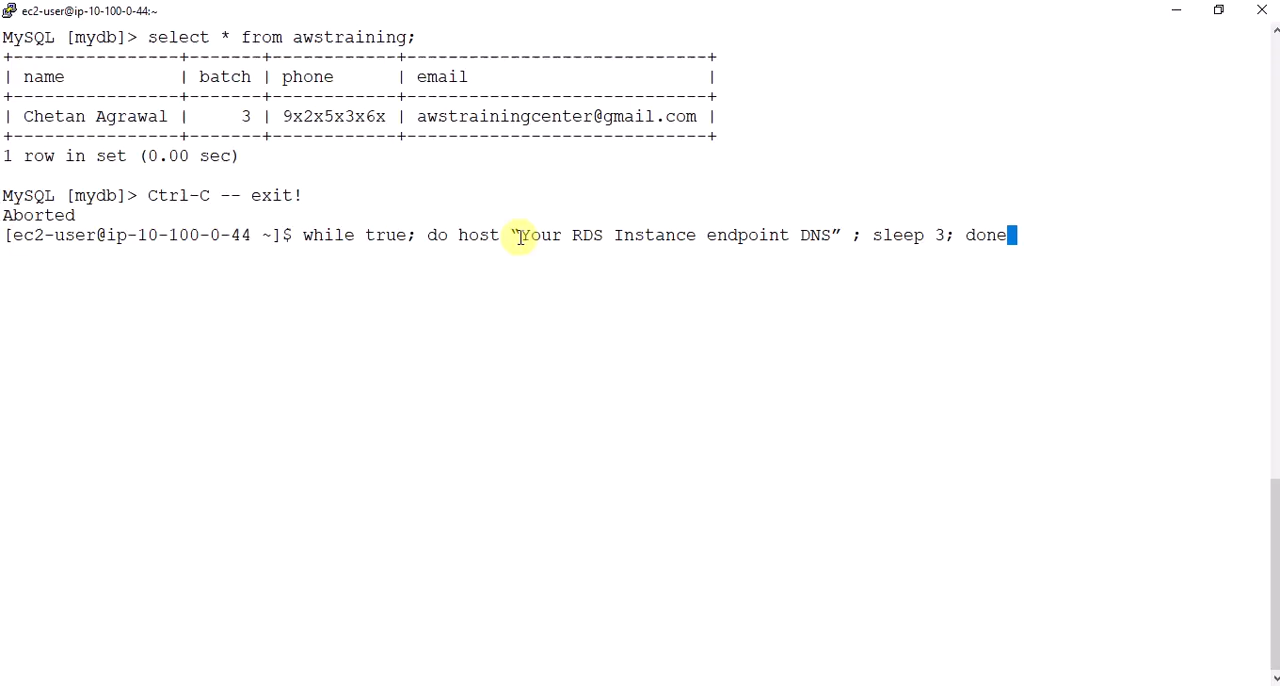 ec2-user@ip-10-100-0-44:~
MySQL [mydb]> select * from awstraining;
+----------------+-------+------------+-----------------------------+
| name           | batch | phone      | email                       |
+----------------+-------+------------+-----------------------------+
| Chetan Agrawal |     3 | 9x2x5x3x6x | awstrainingcenter@gmail.com |
+----------------+-------+------------+-----------------------------+
1 row in set (0.00 sec)
MySQL [mydb]> Ctrl-C -- exit!
Aborted
[ec2-user@ip-10-100-0-44 ~]$ while true; do host “Your RDS Instance endpoint DNS” ; sleep 3; done